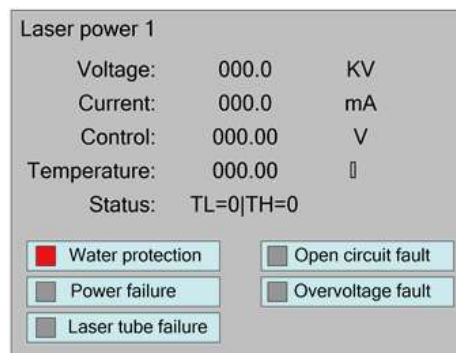 Laser power 1
Voltage: 000.0 KV
Current: 000.0 mA
Control: 000.00 V
Temperature: 000.00
Status: TL=0|TH=0
Water protection Open circuit fault
Power failure Overvoltage fault
Laser tube failure